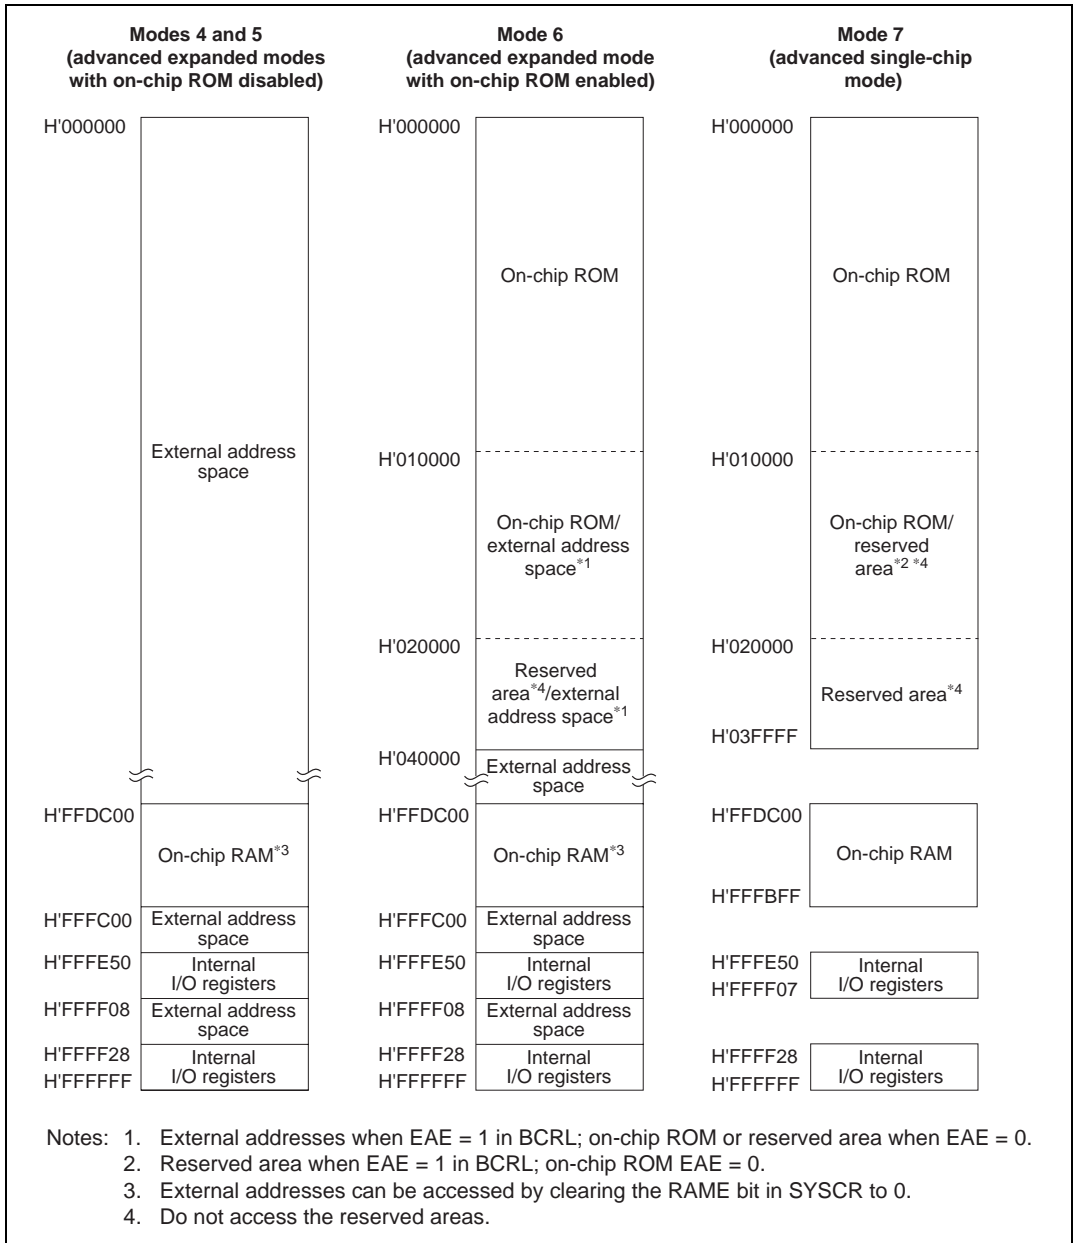 Modes 4 and 5
(advanced expanded modes
with on-chip ROM disabled)
H'000000
External address
space
H'FFDC00
On-chip RAM*3
H'FFFC00
External address
space
H'FFFE50
Internal
I/O registers
H'FFFF08
External address
space
H'FFFF28
Internal
I/O registers
H'FFFFFF
Mode 6
(advanced expanded mode
with on-chip ROM enabled)
H'000000
On-chip ROM
H'010000
On-chip ROM/
external address
space*1
H'020000
Reserved
area*4/external
address space*1
H'040000
External address
space
H'FFDC00
On-chip RAM*3
H'FFFC00
External address
space
H'FFFE50
Internal
I/O registers
H'FFFF08
External address
space
H'FFFF28
Internal
I/O registers
H'FFFFFF
Mode 7
(advanced single-chip
mode)
H'000000
On-chip ROM
H'010000
On-chip ROM/
reserved
area*2 *4
H'020000
Reserved area*4
H'03FFFF
H'FFDC00
On-chip RAM
H'FFFBFF
H'FFFE50
Internal
I/O registers
H'FFFF07
H'FFFF28
Internal
I/O registers
H'FFFFFF
Notes: 1. External addresses when EAE = 1 in BCRL; on-chip ROM or reserved area when EAE = 0.
2. Reserved area when EAE = 1 in BCRL; on-chip ROM EAE = 0.
3. External addresses can be accessed by clearing the RAME bit in SYSCR to 0.
4. Do not access the reserved areas.